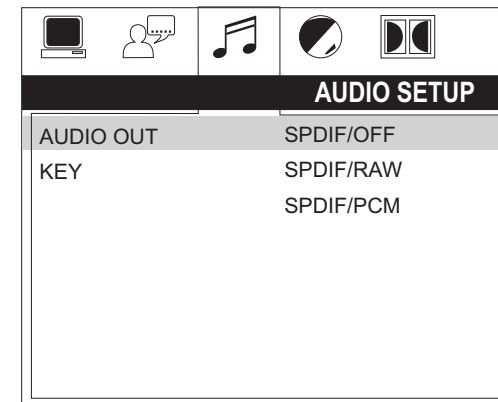 AUDIO SETUP
AUDIO OUT SPDIF/OFF
KEY SPDIF/RAW
SPDIF/PCM